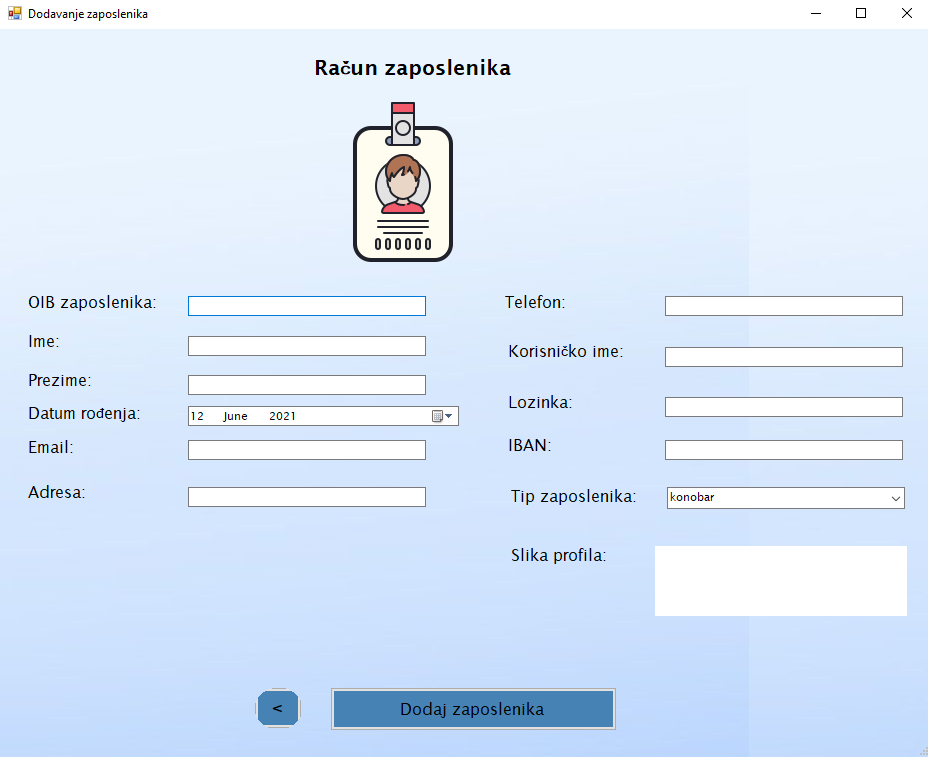 Dodavanje zaposlenika
Račun zaposlenika
000000
OIB zaposlenika:
Ime:
Prezime:
Datum rođenja:
12 June 2021
Email:
Adresa:
Telefon:
Korisničko ime:
Lozinka:
IBAN:
Tip zaposlenika:
konobar
Slika profila:
<
Dodaj zaposlenika